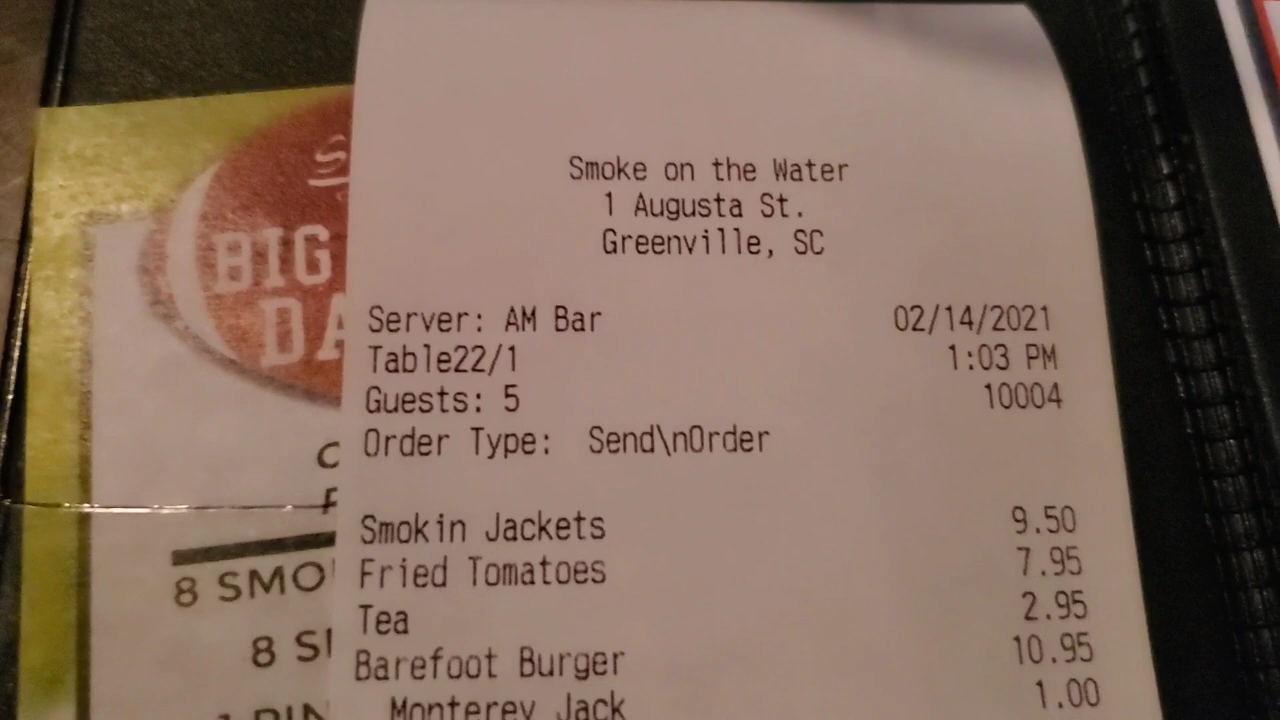 Smoke on the Water
1 Augusta St.
Greenville, SC
Server: AM Bar 02/14/2021
Table22/1 1:03 PM
Guests: 5 10004
Order Type: Send\nOrder
Smokin Jackets 9.50
Fried Tomatoes 7.95
Tea 2.95
Barefoot Burger 10.95
Monterey Jack 1.00
BIG
DA
8 SMO
8 S